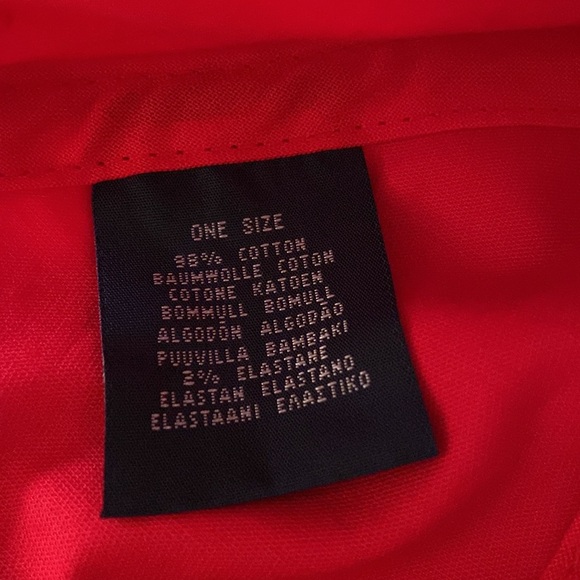 ONE SIZE
98% COTTON
BAUMWOLLE COTON
COTONE KATOEN
BOMMULL BOMULL
ALGODÓN ALGODÃO
PUUVILLA BAMBAKI
2% ELASTANE
ELASTAN ELASTANO
ELASTAANI ΕΛΑΣΤΙΚΟ